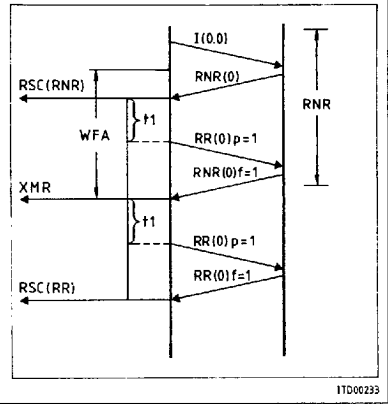 I(0,0)
RNR(0)
RSC(RNR)
RNR
t1
WFA
RR(0)p=1
RNR(0)f=1
XMR
t1
RR(0)p=1
RR(0)f=1
RSC(RR)
ITD00233